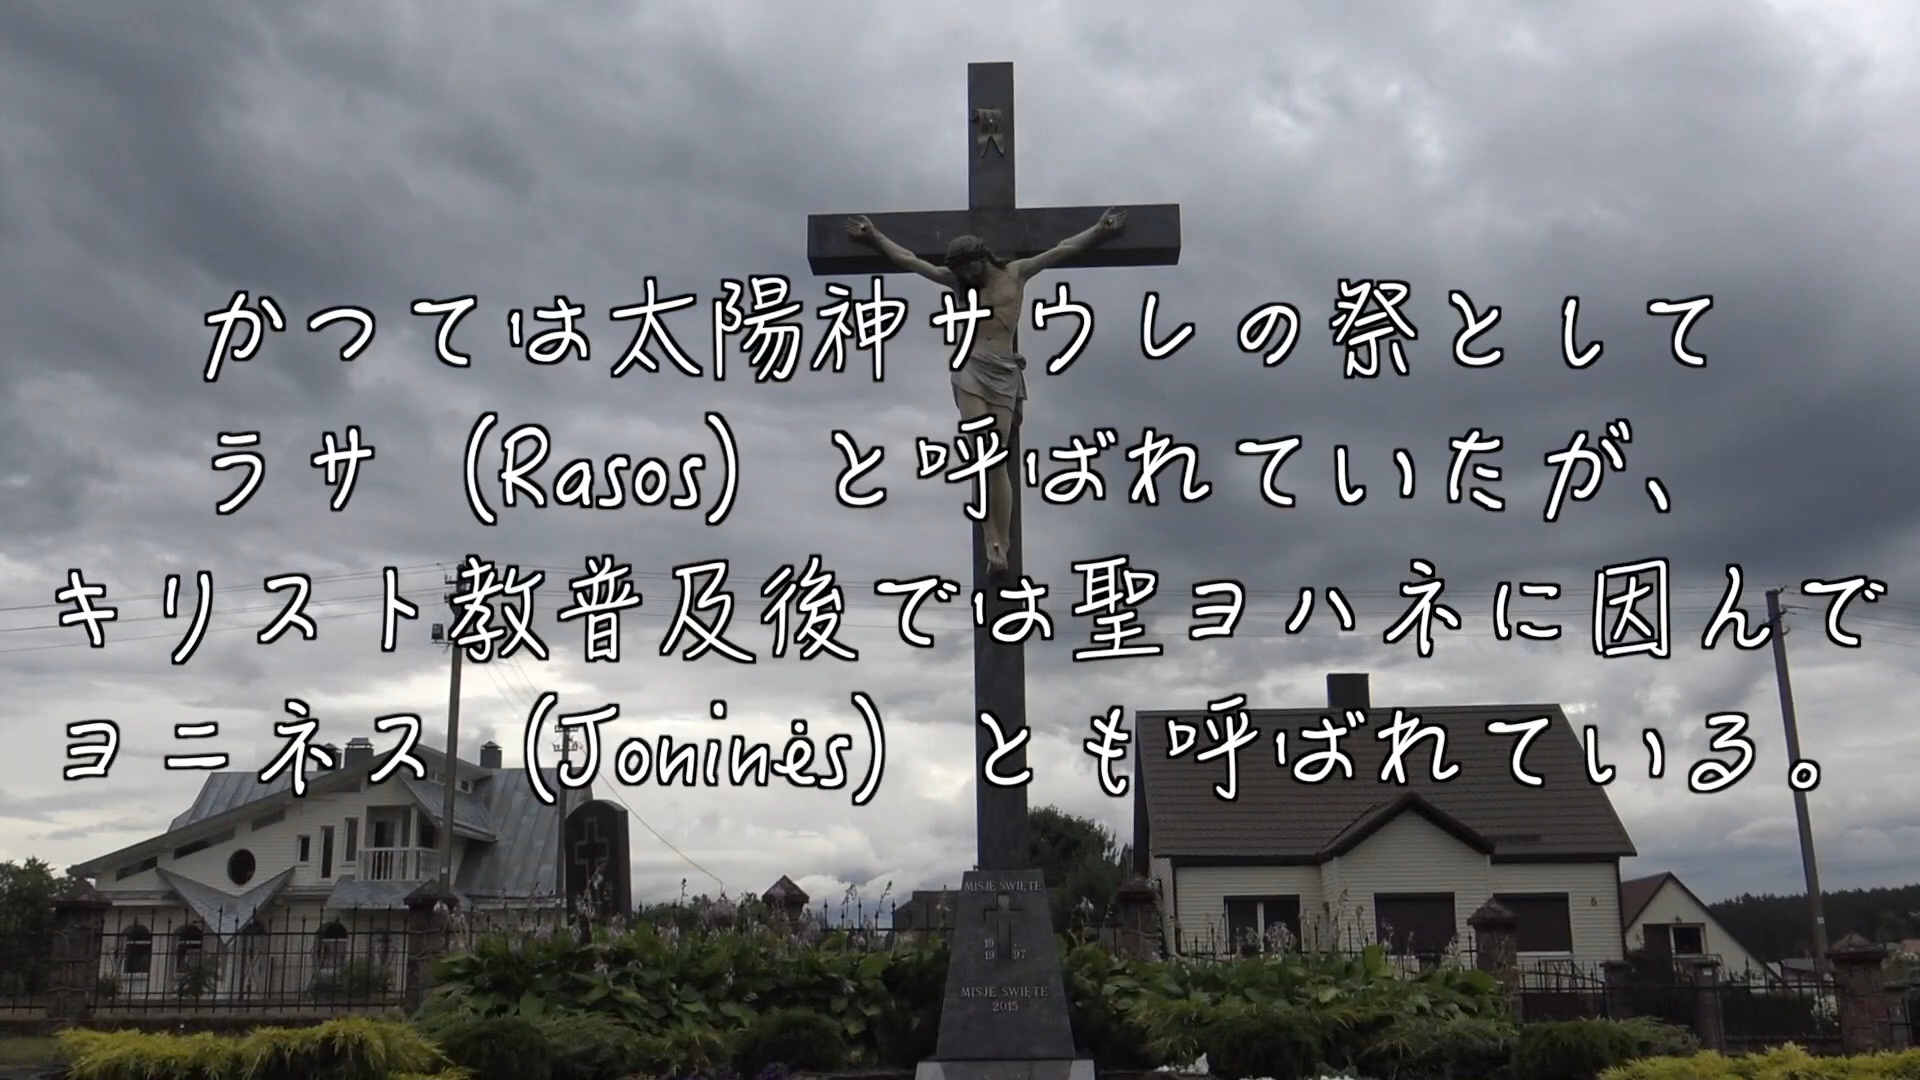 かつては太陽神サウレの祭として
ラサ（Rasos）と呼ばれていたが、
キリスト教普及後では聖ヨハネに因んで
ヨニネス（Joninės）とも呼ばれている。
MISJE ŚWIĘTE
1997
MISJE ŚWIĘTE
2015